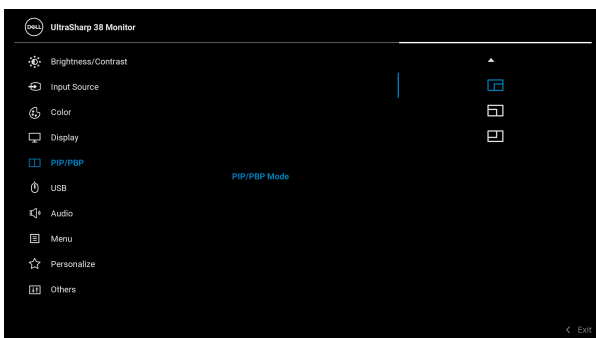 DELL UltraSharp 38 Monitor
Brightness/Contrast
Input Source
Color
Display
PIP/PBP
PIP/PBP Mode
USB
Audio
Menu
Personalize
Others
Exit